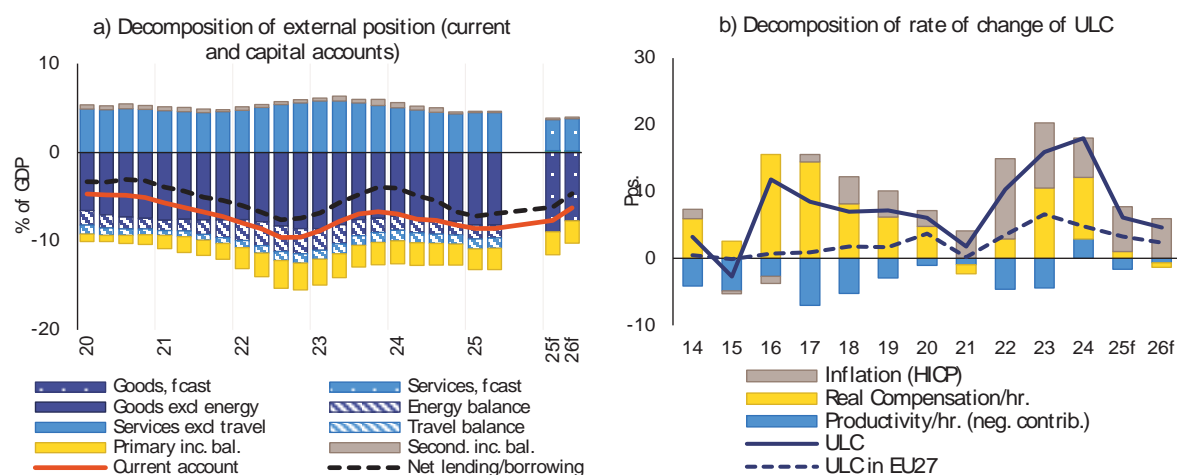 a) Decomposition of external position (current
and capital accounts)
% of GDP
10
0
-10
-20
20
21
22
23
24
25
25f
26f
Goods, fcast
Services, fcast
Goods excl energy
Energy balance
Services excl travel
Travel balance
Primary inc. bal.
Second. inc. bal.
Current account
Net lending/borrowing
b) Decomposition of rate of change of ULC
Pps.
30
20
10
0
-10
14 15 16 17 18 19 20 21 22 23 24 25f 26f
Inflation (HICP)
Real Compensation/hr.
Productivity/hr. (neg. contrib.)
ULC
ULC in EU27